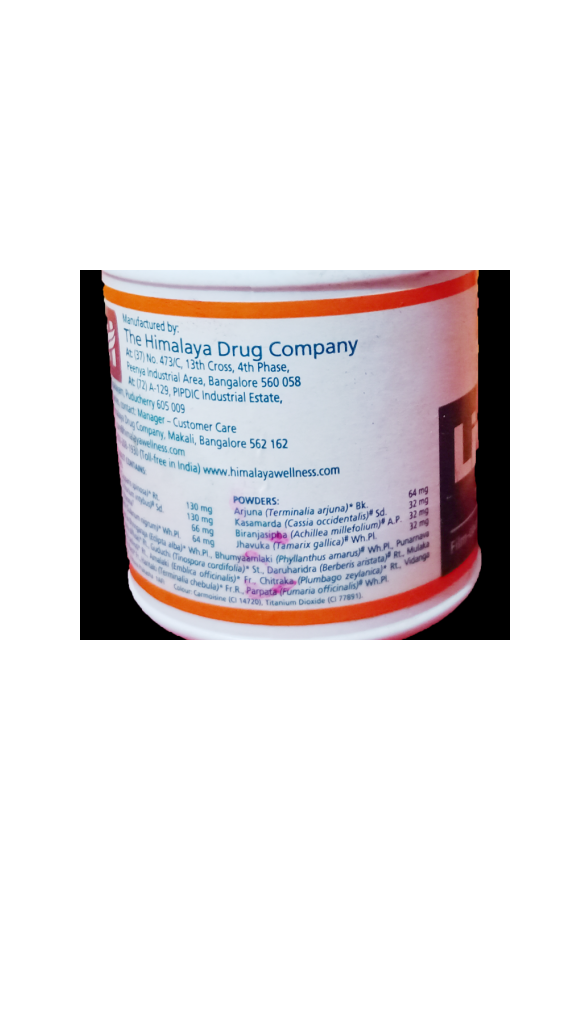 Manufactured by:
The Himalaya Drug Company
At: (37) No. 473/C, 13th Cross, 4th Phase,
Peenya Industrial Area, Bangalore 560 058
At: (72) A-129, PIPDIC Industrial Estate,
Puducherry 605 009
contact: Manager – Customer Care
Drug Company, Makali, Bangalore 562 162
(Toll-free in India) www.himalayawellness.com
130 mg
130 mg
66 mg
64 mg
POWDERS:
Arjuna (Terminalia arjuna)* Bk. 64 mg
Kasamarda (Cassia occidentalis)# Sd. 32 mg
Biranjasipha (Achillea millefolium)# A.P. 32 mg
Jhavuka (Tamarix gallica)# Wh.Pl. 32 mg
(Eclipta alba)* Wh.Pl., Bhumyaamlaki (Phyllanthus amarus)# Wh.Pl., Punarnava
(Tinospora cordifolia)* St., Daruharidra (Berberis aristata)# Rt., Mulaka
Amalaki (Emblica officinalis)* Fr., Chitraka (Plumbago zeylanica)* Rt., Vidanga
(Terminalia chebula)* Fr.R., Parpata (Fumaria officinalis)# Wh.Pl.
Colour: Carmoisine (CI 14720), Titanium Dioxide (CI 77891).
Li